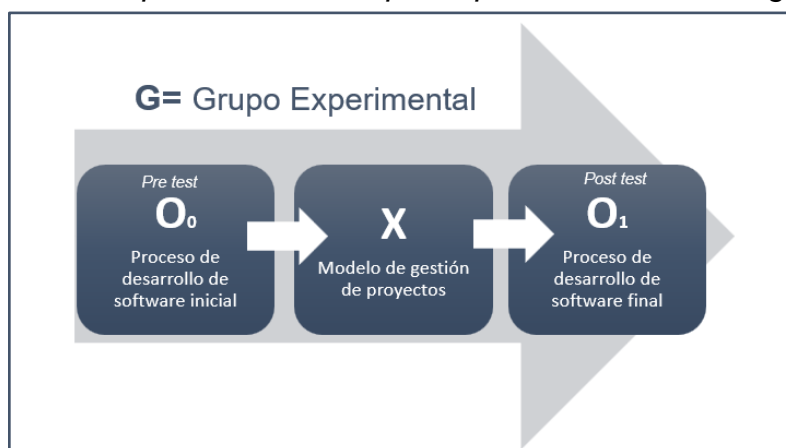 G= Grupo Experimental
Pre test
O₀
Proceso de
desarrollo de
software inicial
X
Modelo de gestión
de proyectos
Post test
O₁
Proceso de
desarrollo de
software final